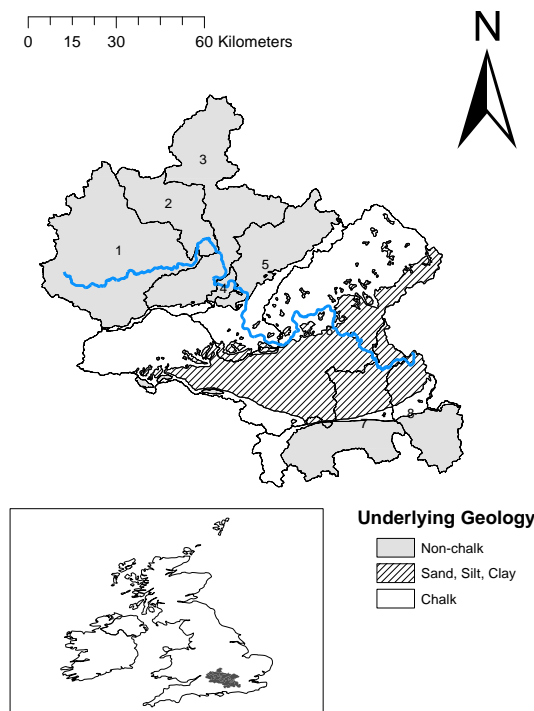 N
0 15 30 60 Kilometers
3
2
1
5
4
6
7
8
Underlying Geology
Non-chalk
Sand, Silt, Clay
Chalk